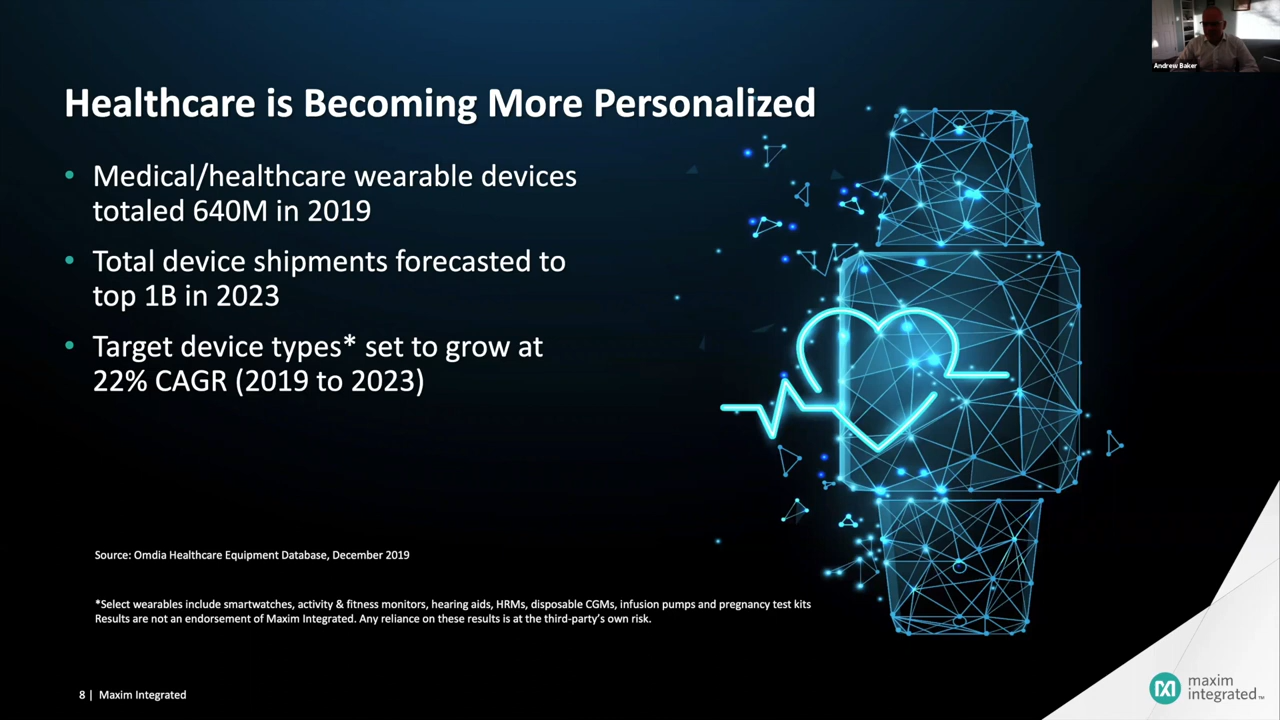 Andrew Baker
Healthcare is Becoming More Personalized
• Medical/healthcare wearable devices
totaled 640M in 2019
• Total device shipments forecasted to
top 1B in 2023
• Target device types* set to grow at
22% CAGR (2019 to 2023)
Source: Omdia Healthcare Equipment Database, December 2019
*Select wearables include smartwatches, activity & fitness monitors, hearing aids, HRMs, disposable CGMs, infusion pumps and pregnancy test kits
Results are not an endorsement of Maxim Integrated. Any reliance on these results is at the third-party's own risk.
8 | Maxim Integrated
maxim
integrated™